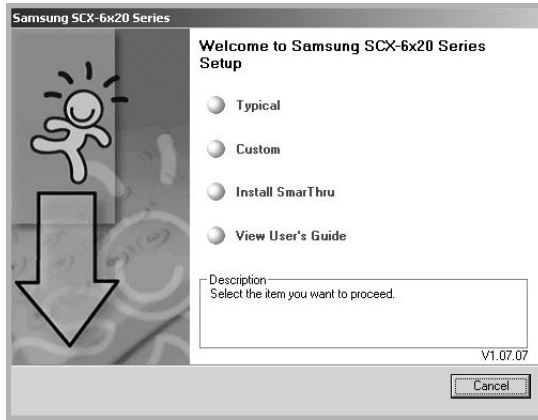 Samsung SCX-6x20 Series
Welcome to Samsung SCX-6x20 Series
Setup
Typical
Custom
Install SmarThru
View User's Guide
Description
Select the item you want to proceed.
V1.07.07
Cancel